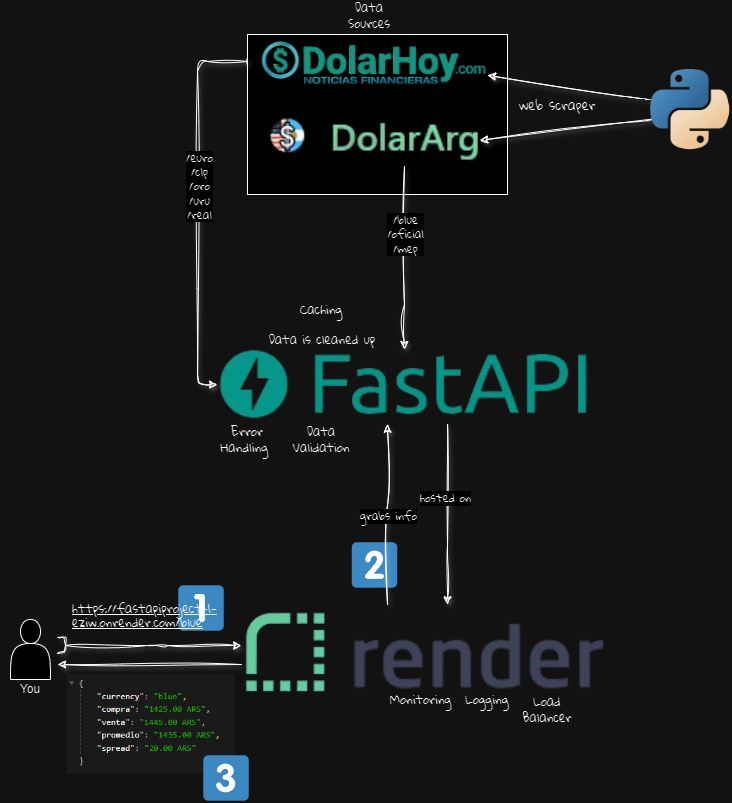 Data
Sources
DolarHoy.com
NOTICIAS FINANCIERAS
web scraper
DolarArg
/euro
/clp
/oro
/uru
/real
/blue
/oficial
/mep
Caching
Data is cleaned up
FastAPI
Error
Handling
Data
Validation
grabs info
hosted on
2
1
https://fastapiproject-1-
eziw.onrender.com/blue
render
You
Monitoring
Logging
Load
Balancer
{
"currency": "blue",
"compra": "1425.00 ARS",
"venta": "1445.00 ARS",
"promedio": "1435.00 ARS",
"spread": "20.00 ARS"
}
3